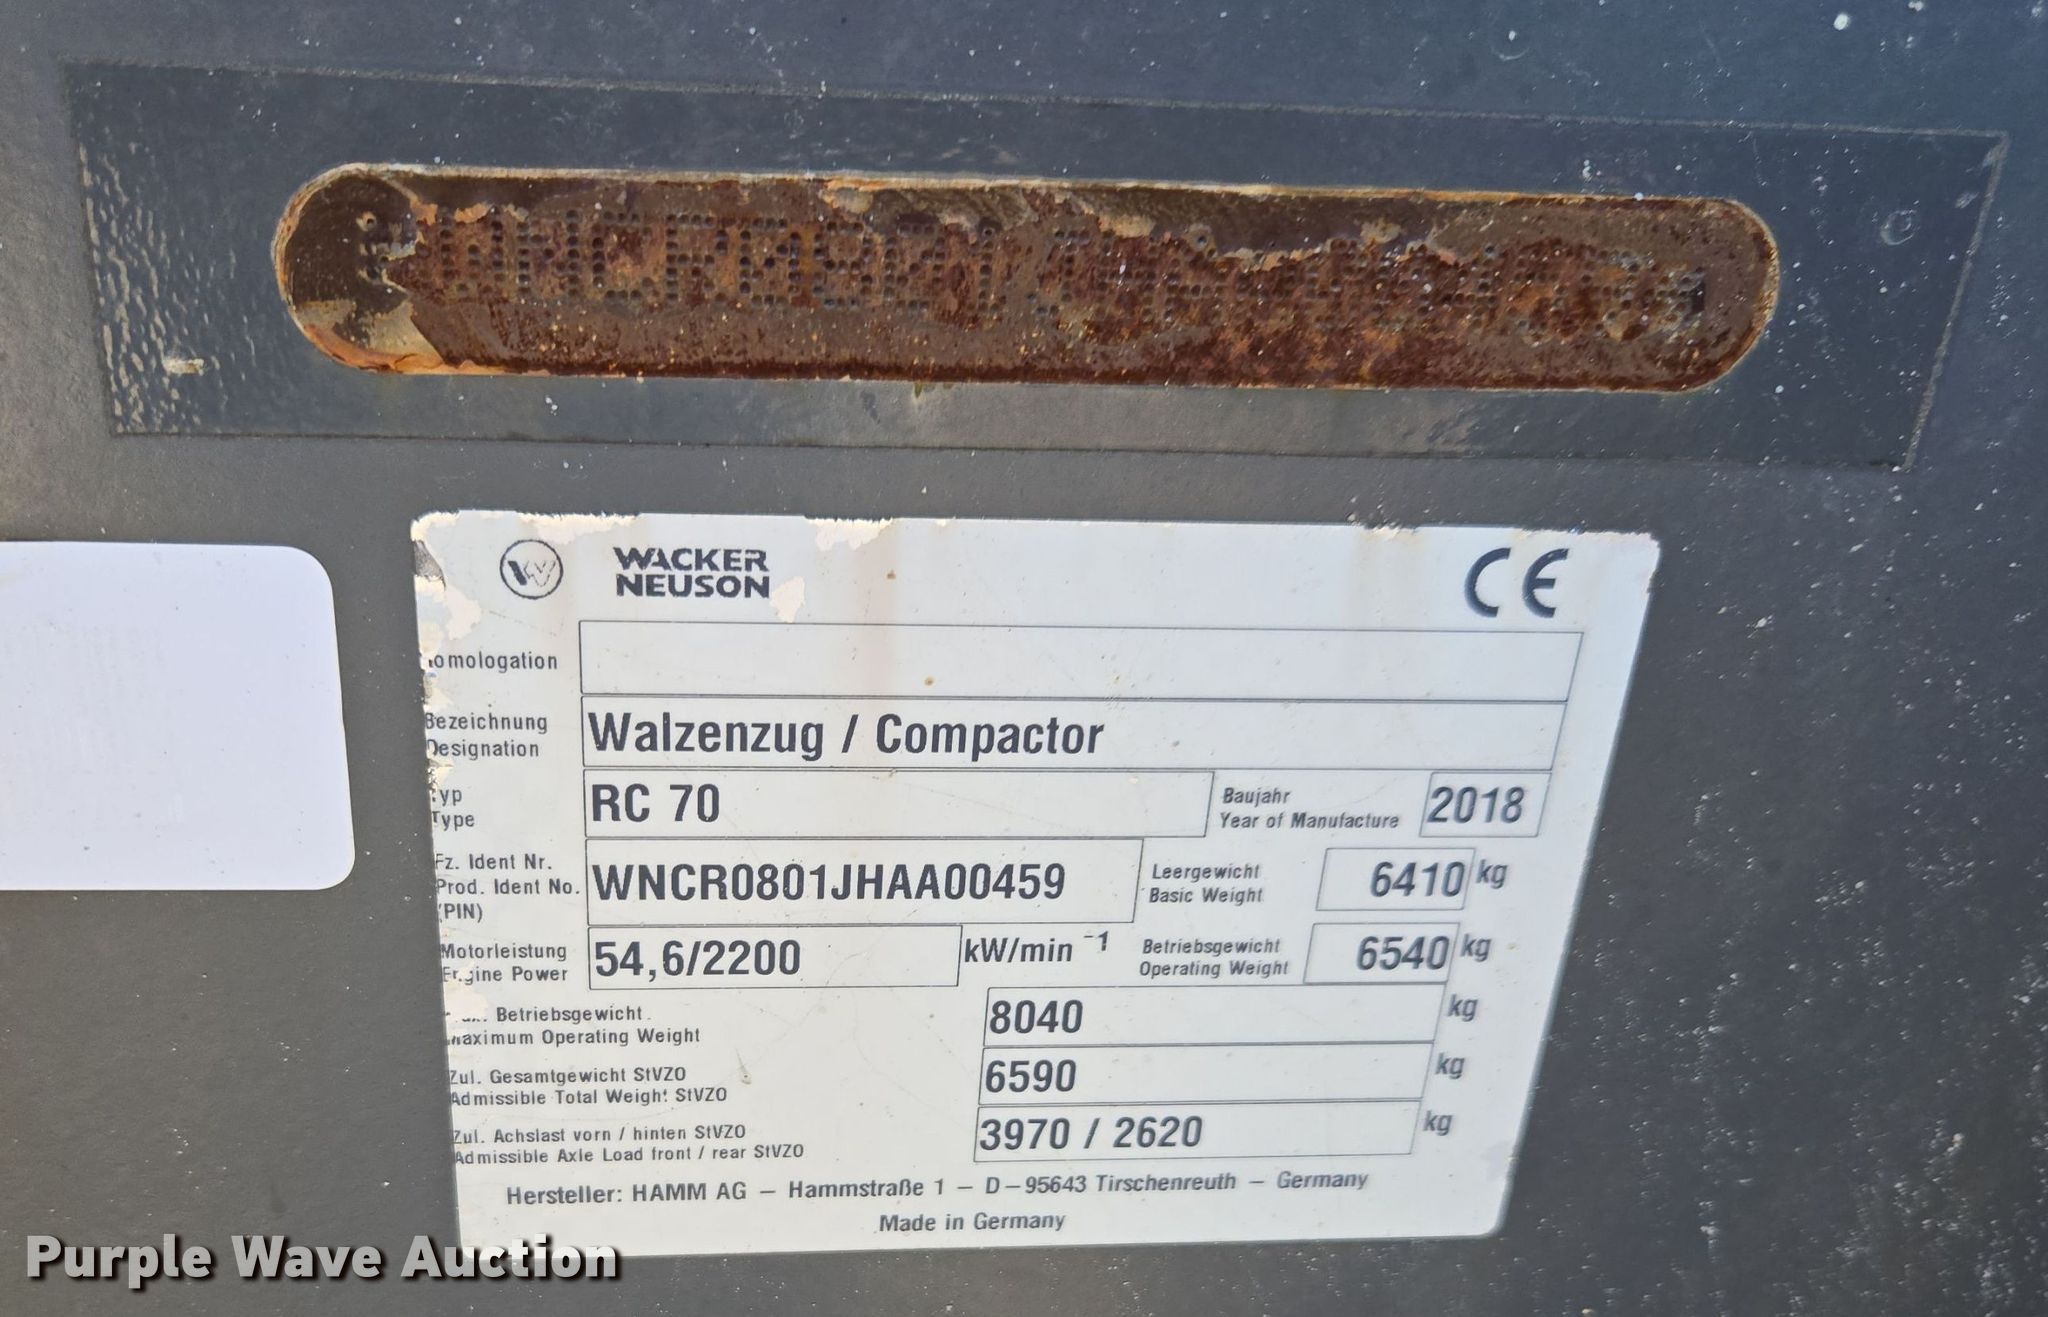 WACKER
NEUSON
CE
Bezeichnung
Designation
Walzenzug / Compactor
Type
RC 70
Baujahr
Year of Manufacture
2018
Fz. Ident Nr.
Prod. Ident No.
(PIN)
WNCR0801JHAA00459
Leergewicht
Basic Weight
6410 kg
Motorleistung
Engine Power
54,6/2200 kW/min -1
Betriebsgewicht
Operating Weight
6540 kg
Betriebsgewicht
Maximum Operating Weight
8040 kg
Zul. Gesamtgewicht StVZO
Admissible Total Weight StVZO
6590 kg
Zul. Achslast vorn / hinten StVZO
Admissible Axle Load front / rear StVZO
3970 / 2620 kg
Hersteller: HAMM AG – Hammstraße 1 – D–95643 Tirschenreuth – Germany
Made in Germany
Purple Wave Auction